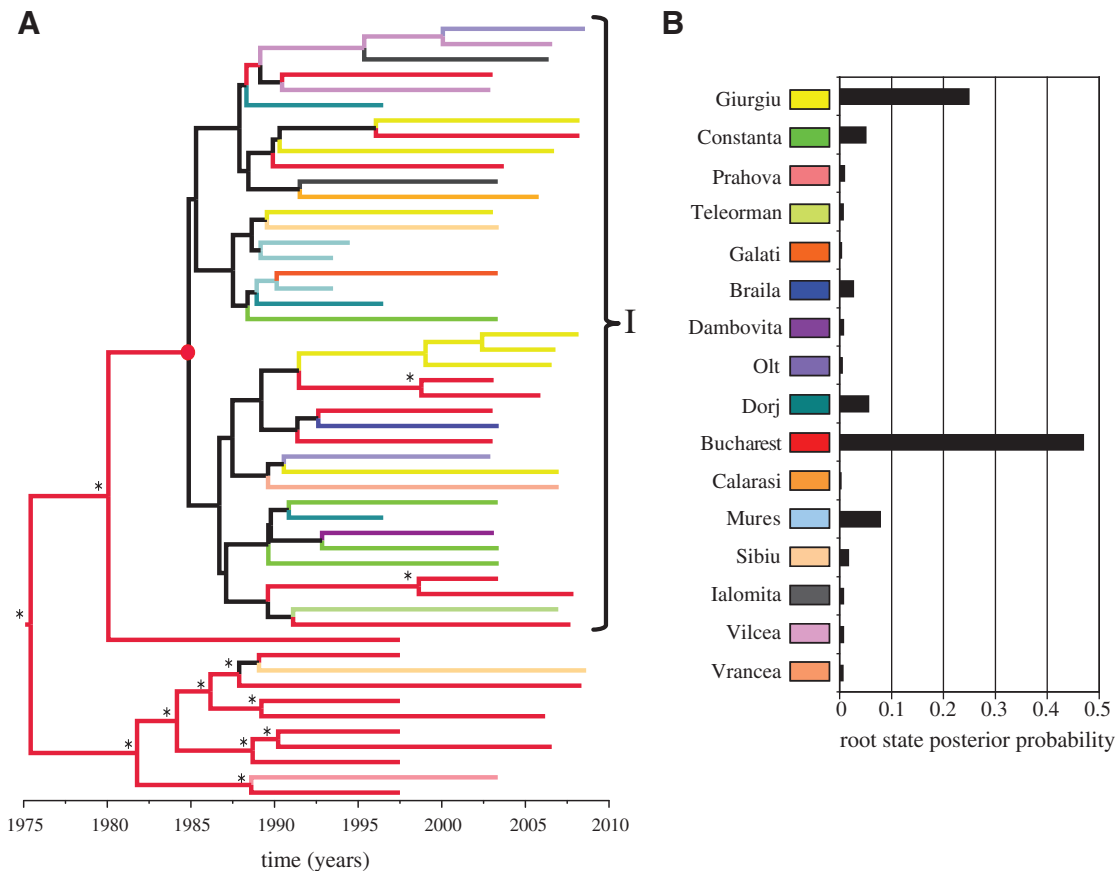 A
I
*
*
*
*
*
*
*
*
*
*
*
*
1975 1980 1985 1990 1995 2000 2005 2010
time (years)
B
Giurgiu
Constanta
Prahova
Teleorman
Galati
Braila
Dambovita
Olt
Dorj
Bucharest
Calarasi
Mures
Sibiu
Ialomita
Vilcea
Vrancea
0 0.1 0.2 0.3 0.4 0.5
root state posterior probability